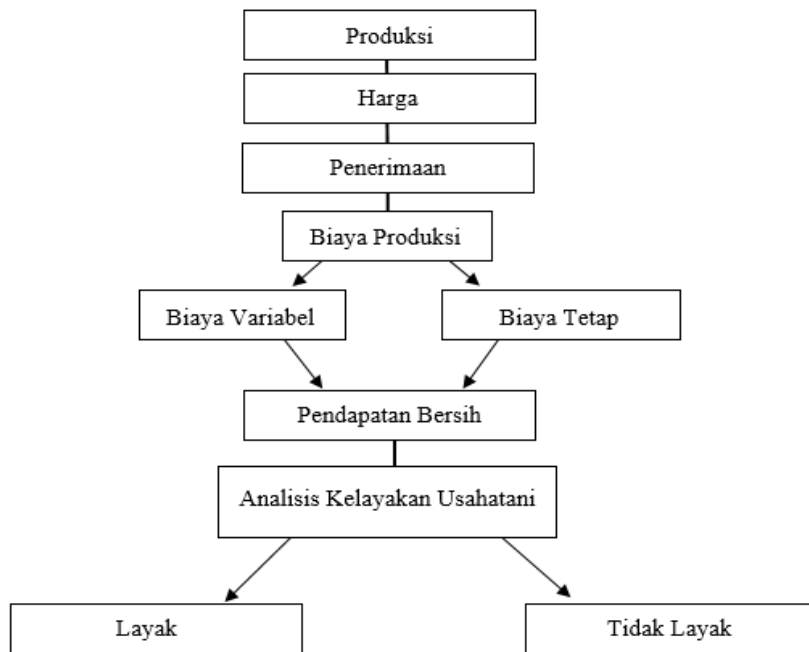 Produksi
Harga
Penerimaan
Biaya Produksi
Biaya Variabel
Biaya Tetap
Pendapatan Bersih
Analisis Kelayakan Usahatani
Layak
Tidak Layak